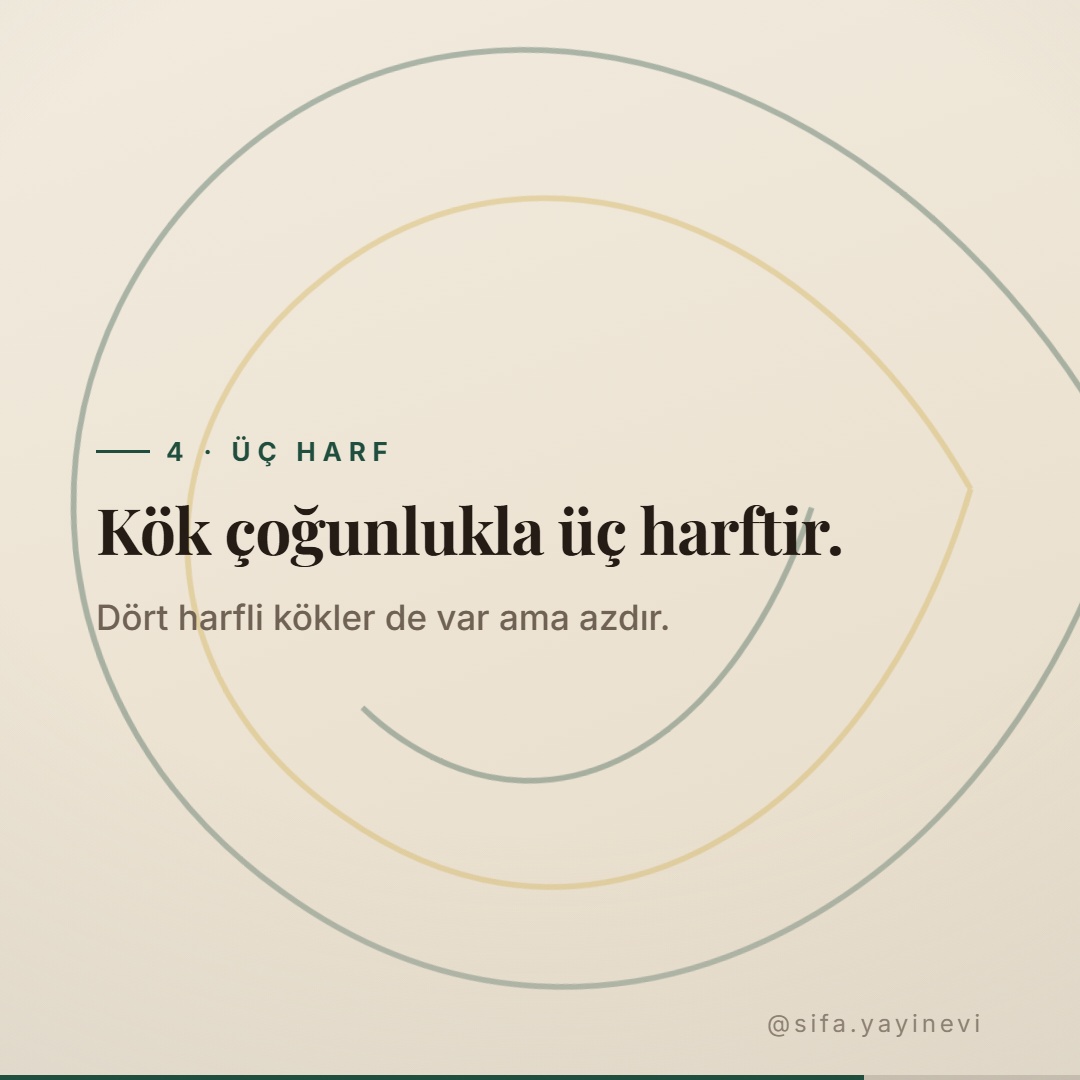 4 · ÜÇ HARF
Kök çoğunlukla üç harftir.
Dört harfli kökler de var ama azdır.
@sifa.yayinevi